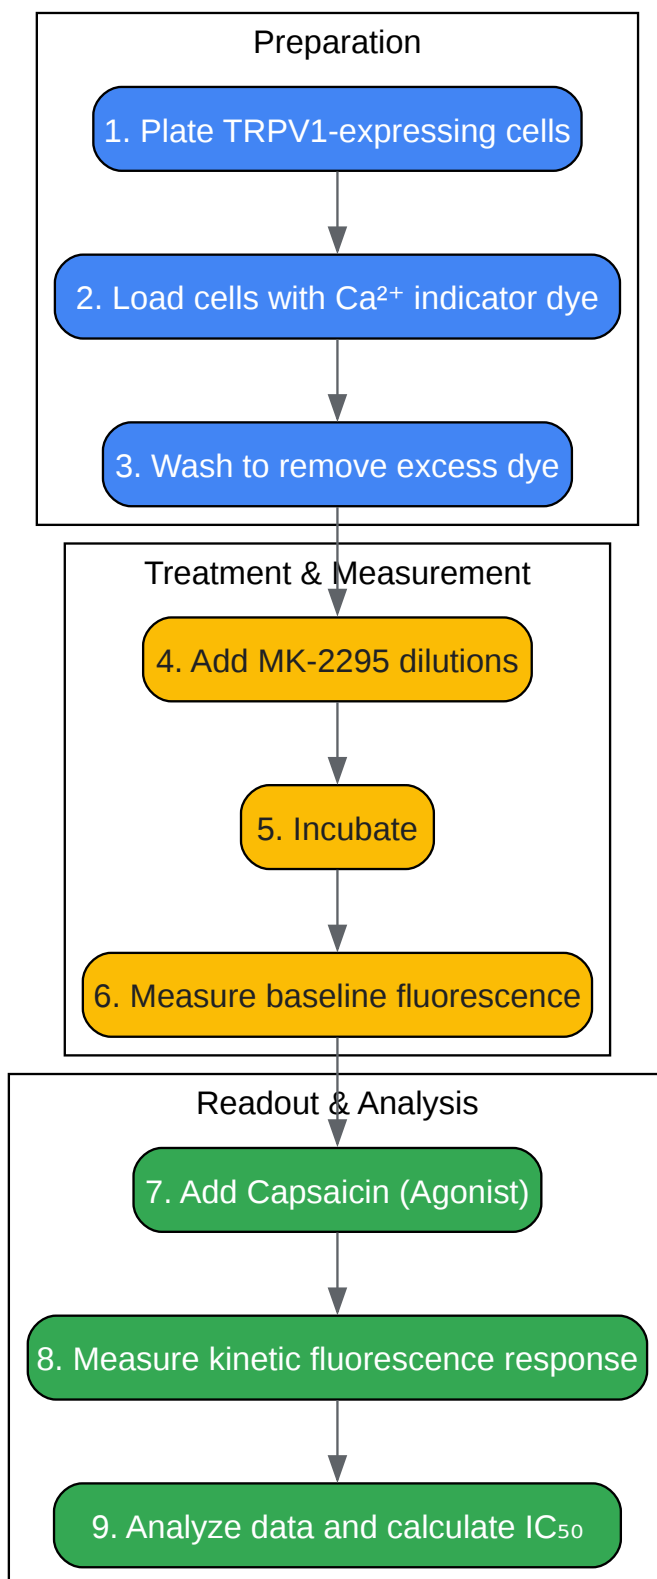 Preparation
1. Plate TRPV1-expressing cells
2. Load cells with Ca²⁺ indicator dye
3. Wash to remove excess dye
Treatment & Measurement
4. Add MK-2295 dilutions
5. Incubate
6. Measure baseline fluorescence
Readout & Analysis
7. Add Capsaicin (Agonist)
8. Measure kinetic fluorescence response
9. Analyze data and calculate IC₅₀